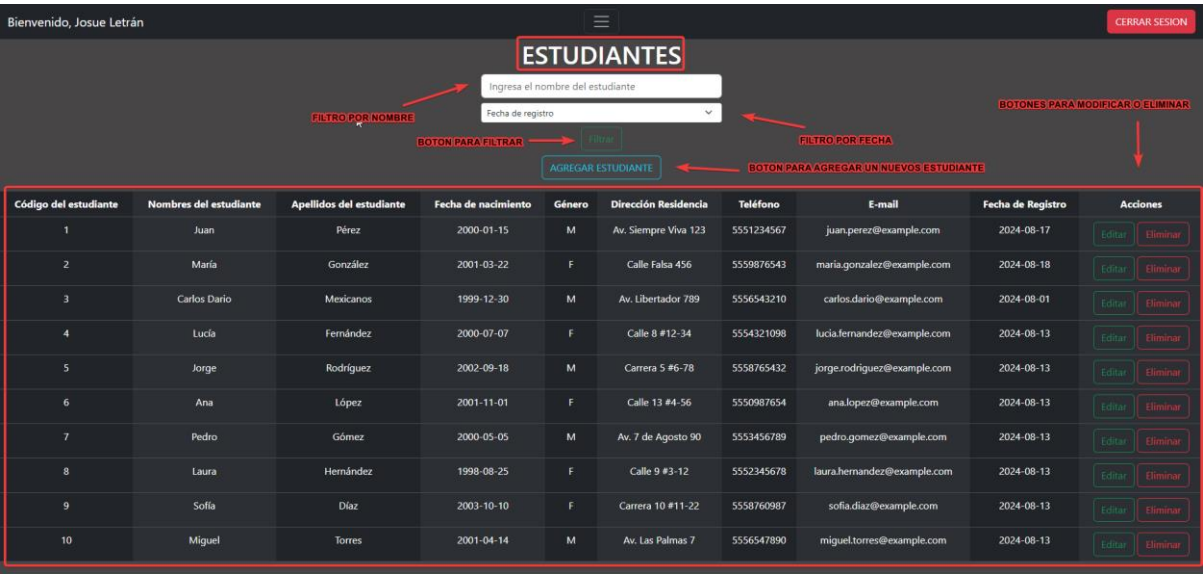 Bienvenido, Josue Letrán
CERRAR SESION
ESTUDIANTES
Ingresa el nombre del estudiante
Fecha de registro
BOTONES PARA MODIFICAR O ELIMINAR
FILTRO POR NOMBRE
BOTON PARA FILTRAR
Filtrar
FILTRO POR FECHA
AGREGAR ESTUDIANTE
BOTON PARA AGREGAR UN NUEVOS ESTUDIANTE
Código del estudiante Nombres del estudiante Apellidos del estudiante Fecha de nacimiento Género Dirección Residencia Teléfono E-mail Fecha de Registro Acciones
1 Juan Pérez 2000-01-15 M Av. Siempre Viva 123 5551234567 juan.perez@example.com 2024-08-17 Editar Eliminar
2 María González 2001-03-22 F Calle Falsa 456 5559876543 maria.gonzalez@example.com 2024-08-18 Editar Eliminar
3 Carlos Dario Mexicanos 1999-12-30 M Av. Libertador 789 5556543210 carlos.dario@example.com 2024-08-01 Editar Eliminar
4 Lucía Fernández 2000-07-07 F Calle 8 #12-34 5554321098 lucia.fernandez@example.com 2024-08-13 Editar Eliminar
5 Jorge Rodríguez 2002-09-18 M Carrera 5 #6-78 5558765432 jorge.rodriguez@example.com 2024-08-13 Editar Eliminar
6 Ana López 2001-11-01 F Calle 13 #4-56 5550987654 ana.lopez@example.com 2024-08-13 Editar Eliminar
7 Pedro Gómez 2000-05-05 M Av. 7 de Agosto 90 5553456789 pedro.gomez@example.com 2024-08-13 Editar Eliminar
8 Laura Hernández 1998-08-25 F Calle 9 #3-12 5552345678 laura.hernandez@example.com 2024-08-13 Editar Eliminar
9 Sofía Díaz 2003-10-10 F Carrera 10 #11-22 5558760987 sofia.diaz@example.com 2024-08-13 Editar Eliminar
10 Miguel Torres 2001-04-14 M Av. Las Palmas 7 5556547890 miguel.torres@example.com 2024-08-13 Editar Eliminar